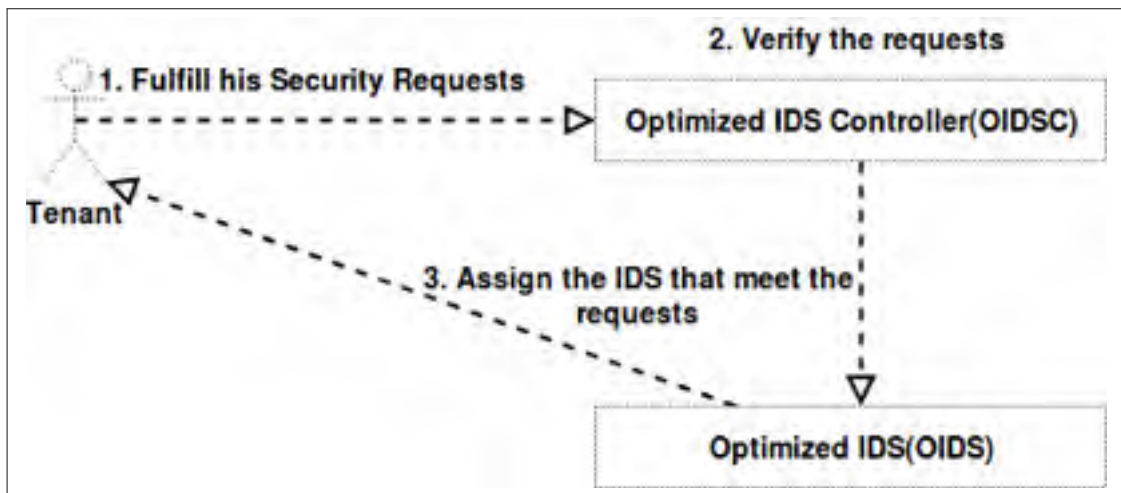 2. Verify the requests
1. Fulfill his Security Requests
Optimized IDS Controller(OIDSC)
Tenant
3. Assign the IDS that meet the
requests
Optimized IDS(OIDS)